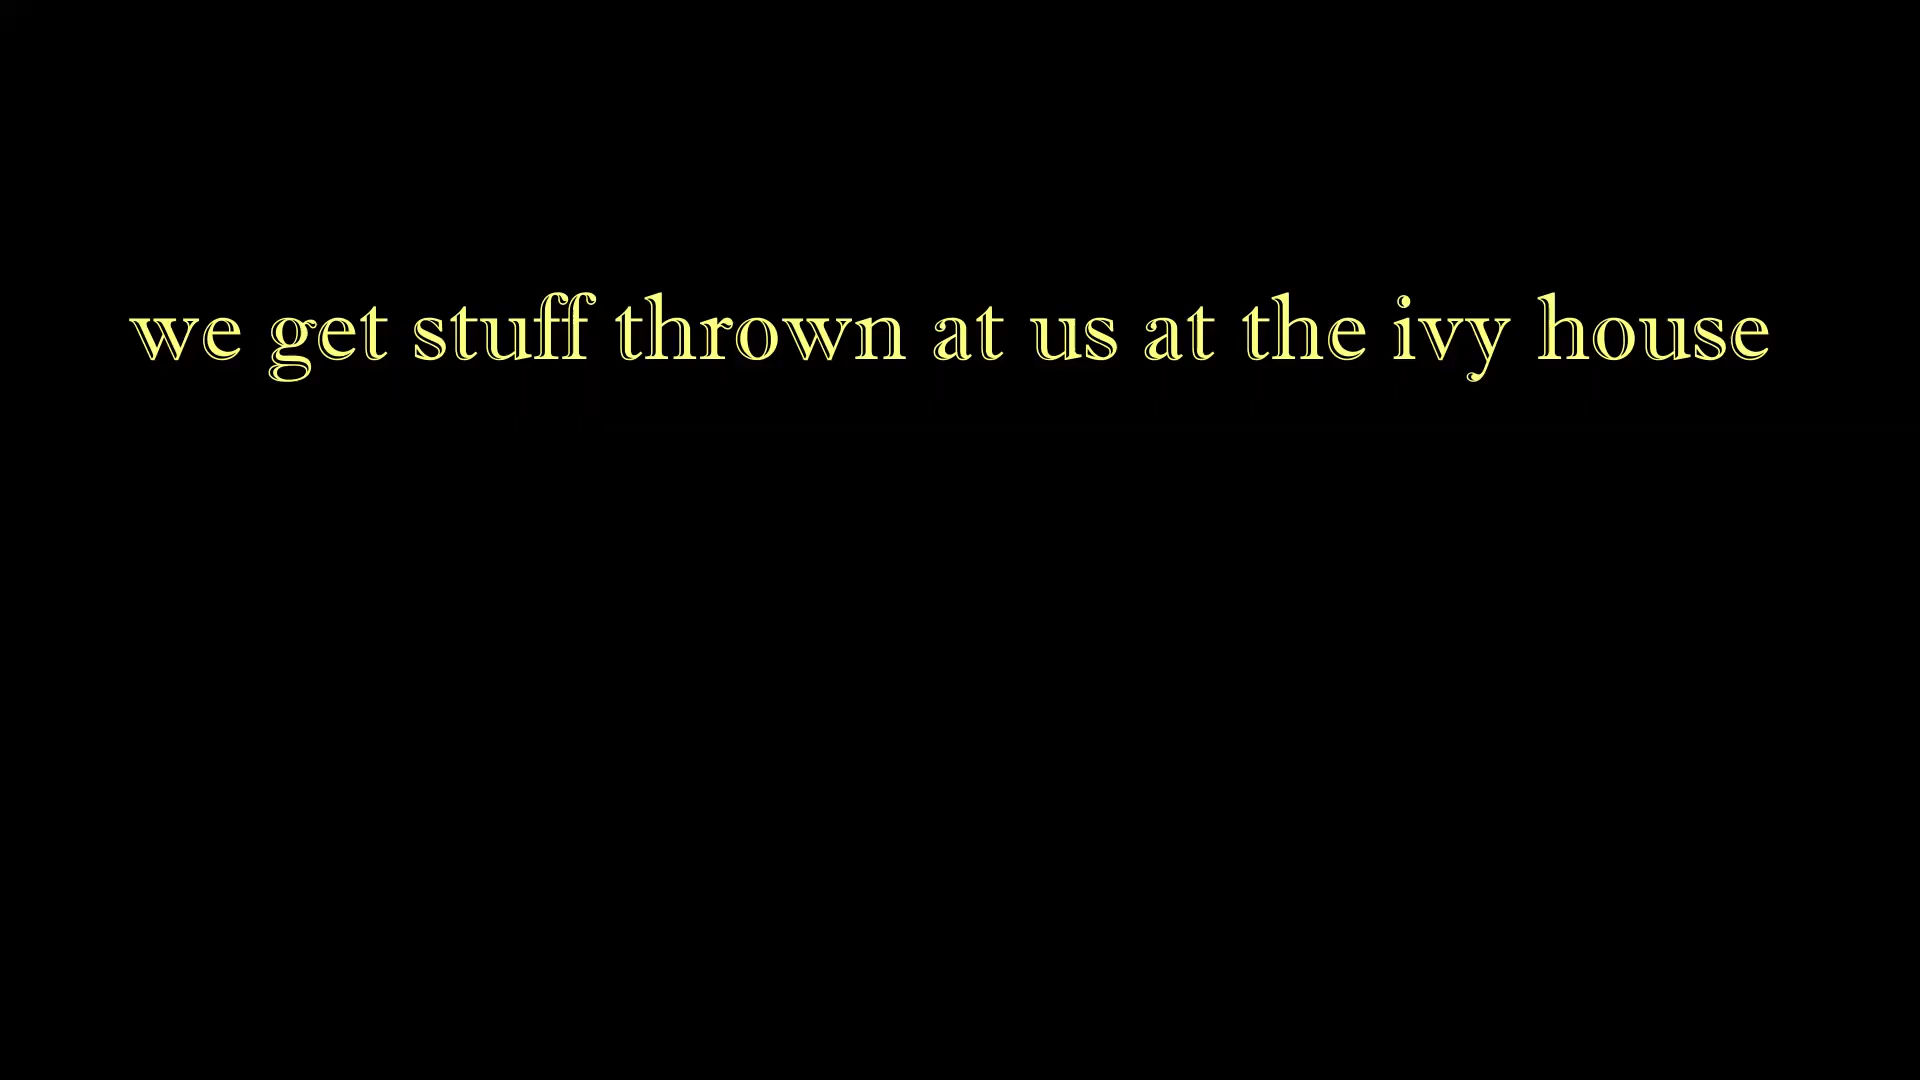 we get stuff thrown at us at the ivy house